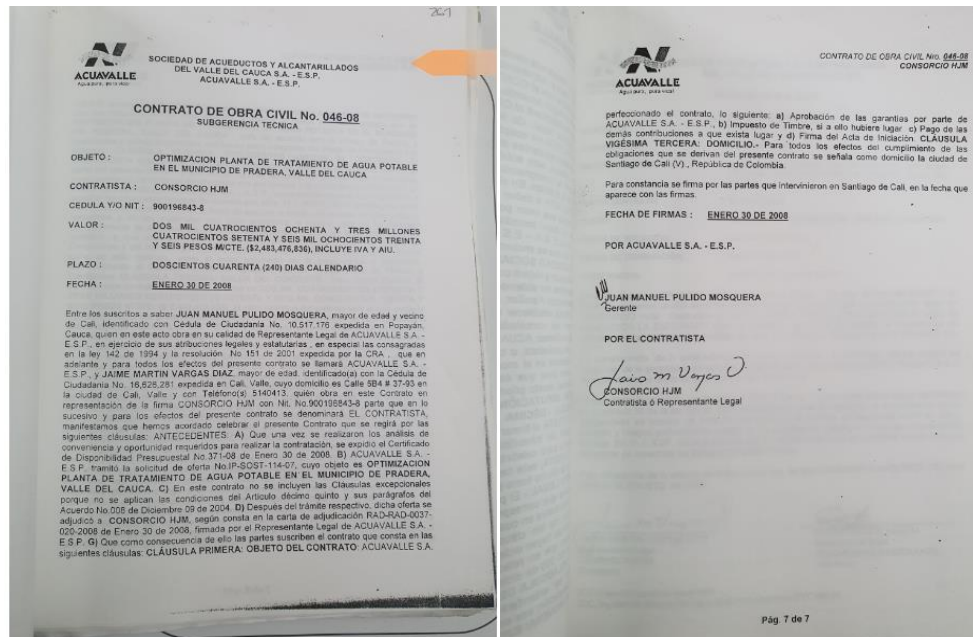 261
ACUAVALLE
Agua pura, para vivir
SOCIEDAD DE ACUEDUCTOS Y ALCANTARILLADOS
DEL VALLE DEL CAUCA S.A. - E.S.P.
ACUAVALLE S.A. - E.S.P.
CONTRATO DE OBRA CIVIL No. 046-08
SUBGERENCIA TECNICA
OBJETO : OPTIMIZACION PLANTA DE TRATAMIENTO DE AGUA POTABLE
EN EL MUNICIPIO DE PRADERA, VALLE DEL CAUCA
CONTRATISTA : CONSORCIO HJM
CEDULA Y/O NIT : 900196843-8
VALOR : DOS MIL CUATROCIENTOS OCHENTA Y TRES MILLONES
CUATROCIENTOS SETENTA Y SEIS MIL OCHOCIENTOS TREINTA
Y SEIS PESOS M/CTE. ($2,483,476,836), INCLUYE IVA Y AIU.
PLAZO : DOSCIENTOS CUARENTA (240) DIAS CALENDARIO
FECHA : ENERO 30 DE 2008
Entre los suscritos a saber JUAN MANUEL PULIDO MOSQUERA, mayor de edad y vecino
de Cali, identificado con Cédula de Ciudadanía No. 10.517.176 expedida en Popayán,
Cauca, quien en este acto obra en su calidad de Representante Legal de ACUAVALLE S.A. -
E.S.P., en ejercicio de sus atribuciones legales y estatutarias , en especial las consagradas
en la ley 142 de 1994 y la resolución No 151 de 2001 expedida por la CRA , que en
adelante y para todos los efectos del presente contrato se llamará ACUAVALLE S.A. -
E.S.P., y JAIME MARTIN VARGAS DIAZ, mayor de edad, identificado(a) con la Cédula de
Ciudadanía No. 16,628,281 expedida en Cali, Valle, cuyo domicilio es Calle 5B4 # 37-93 en
la ciudad de Cali, Valle y con Teléfono(s) 5140413, quién obra en este Contrato en
representación de la firma CONSORCIO HJM con Nit. No.900196843-8 parte que en lo
sucesivo y para los efectos del presente contrato se denominará EL CONTRATISTA,
manifestamos que hemos acordado celebrar el presente Contrato que se regirá por las
siguientes cláusulas: ANTECEDENTES: A) Que una vez se realizaron los análisis de
conveniencia y oportunidad requeridos para realizar la contratación, se expidió el Certificado
de Disponibilidad Presupuestal No.371-08 de Enero 30 de 2008. B) ACUAVALLE S.A. -
E.S.P. tramitó la solicitud de oferta No.IP-SOST-114-07, cuyo objeto es OPTIMIZACION
PLANTA DE TRATAMIENTO DE AGUA POTABLE EN EL MUNICIPIO DE PRADERA,
VALLE DEL CAUCA. C) En este contrato no se incluyen las Cláusulas excepcionales
porque no se aplican las condiciones del Artículo décimo quinto y sus parágrafos del
Acuerdo No.008 de Diciembre 09 de 2004. D) Después del trámite respectivo, dicha oferta se
adjudicó a CONSORCIO HJM, según consta en la carta de adjudicación RAD-RAD-0037-
020-2008 de Enero 30 de 2008, firmada por el Representante Legal de ACUAVALLE S.A. -
E.S.P. G) Que como consecuencia de ello las partes suscriben el contrato que consta en las
siguientes cláusulas: CLÁUSULA PRIMERA: OBJETO DEL CONTRATO: ACUAVALLE S.A.
ACUAVALLE
Agua pura, para vivir
CONTRATO DE OBRA CIVIL Nro. 046-08
CONSORCIO HJM
perfeccionado el contrato, lo siguiente: a) Aprobación de las garantías por parte de
ACUAVALLE S.A. - E.S.P., b) Impuesto de Timbre, si a ello hubiere lugar c) Pago de las
demás contribuciones a que exista lugar y d) Firma del Acta de Iniciación CLÁUSULA
VIGÉSIMA TERCERA: DOMICILIO.- Para todos los efectos del cumplimiento de las
obligaciones que se derivan del presente contrato se señala como domicilio la ciudad de
Santiago de Cali (V)., República de Colombia.
Para constancia se firma por las partes que intervinieron en Santiago de Cali, en la fecha que
aparece con las firmas.
FECHA DE FIRMAS : ENERO 30 DE 2008
POR ACUAVALLE S.A. - E.S.P.
JUAN MANUEL PULIDO MOSQUERA
Gerente
POR EL CONTRATISTA
CONSORCIO HJM
Contratista ó Representante Legal
Pág. 7 de 7